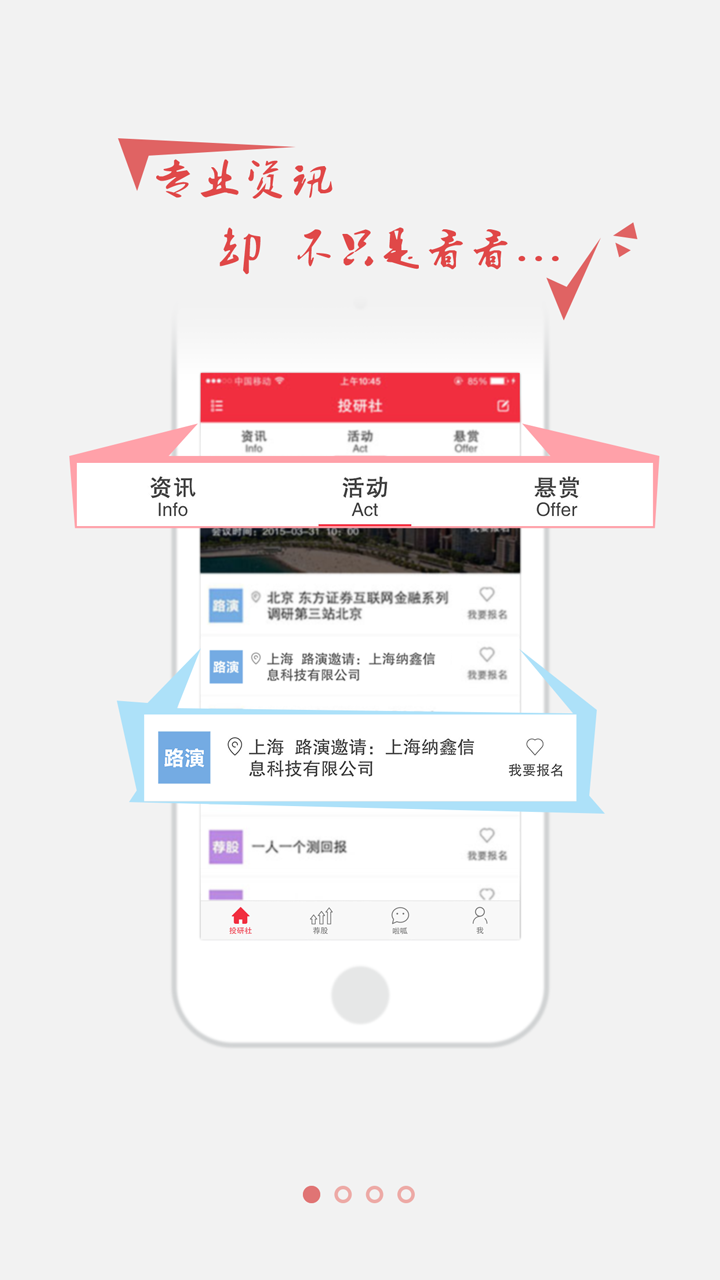 专业资讯
却 不只是看看...
中国移动 上午10:45 85%
投研社
资讯 活动 悬赏
Info Act Offer
资讯 活动 悬赏
Info Act Offer
会议时间：2015-03-31 10：00
路演 北京 东方证券互联网金融系列
调研第三站北京
我要报名
路演 上海 路演邀请：上海纳鑫信
息科技有限公司
我要报名
路演 上海 路演邀请：上海纳鑫信
息科技有限公司
我要报名
荐股 一人一个测回报
我要报名
投研社 荐股 啦呱 我